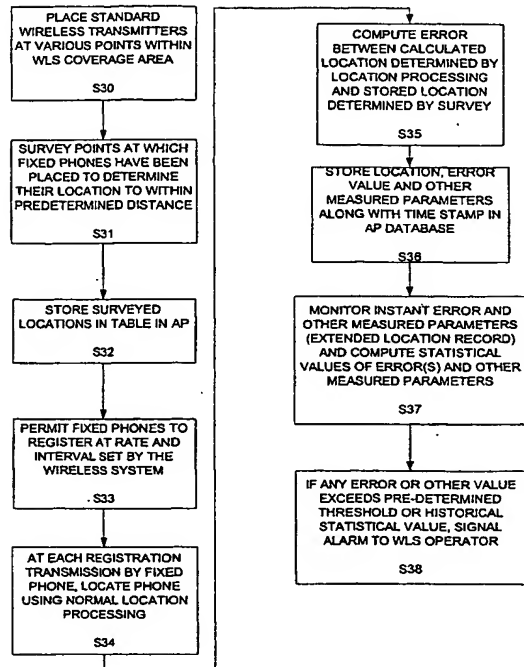 PLACE STANDARD
WIRELESS TRANSMITTERS
AT VARIOUS POINTS WITHIN
WLS COVERAGE AREA
S30
SURVEY POINTS AT WHICH
FIXED PHONES HAVE BEEN
PLACED TO DETERMINE
THEIR LOCATION TO WITHIN
PREDETERMINED DISTANCE
S31
STORE SURVEYED
LOCATIONS IN TABLE IN AP
S32
PERMIT FIXED PHONES TO
REGISTER AT RATE AND
INTERVAL SET BY THE
WIRELESS SYSTEM
S33
AT EACH REGISTRATION
TRANSMISSION BY FIXED
PHONE, LOCATE PHONE
USING NORMAL LOCATION
PROCESSING
S34
COMPUTE ERROR
BETWEEN CALCULATED
LOCATION DETERMINED BY
LOCATION PROCESSING
AND STORED LOCATION
DETERMINED BY SURVEY
S35
STORE LOCATION, ERROR
VALUE AND OTHER
MEASURED PARAMETERS
ALONG WITH TIME STAMP IN
AP DATABASE
S36
MONITOR INSTANT ERROR AND
OTHER MEASURED PARAMETERS
(EXTENDED LOCATION RECORD)
AND COMPUTE STATISTICAL
VALUES OF ERROR(S) AND OTHER
MEASURED PARAMETERS
S37
IF ANY ERROR OR OTHER VALUE
EXCEEDS PRE-DETERMINED
THRESHOLD OR HISTORICAL
STATISTICAL VALUE, SIGNAL
ALARM TO WLS OPERATOR
S38